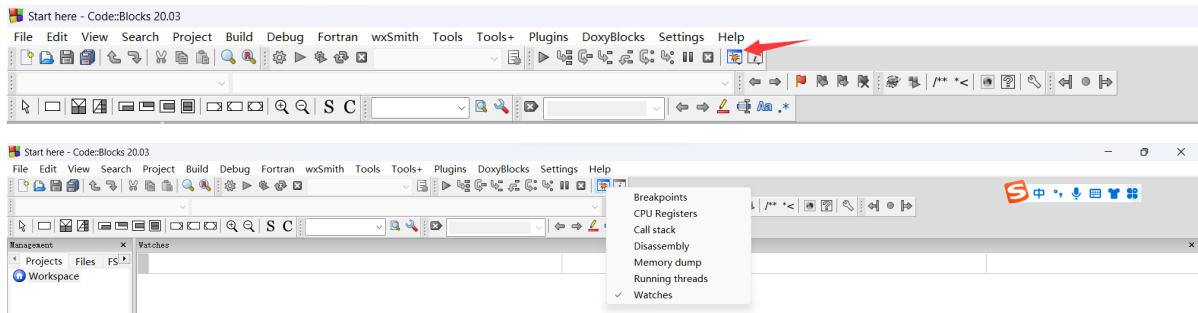 Start here - Code::Blocks 20.03
File Edit View Search Project Build Debug Fortran wxSmith Tools Tools+ Plugins DoxyBlocks Settings Help
/** *<
S C
Aa .*
Start here - Code::Blocks 20.03
File Edit View Search Project Build Debug Fortran wxSmith Tools Tools+ Plugins DoxyBlocks Settings Help
中
Breakpoints
/** *<
CPU Registers
S C
Call stack
Management
Watches
Disassembly
Projects Files FS
Memory dump
Workspace
Running threads
Watches